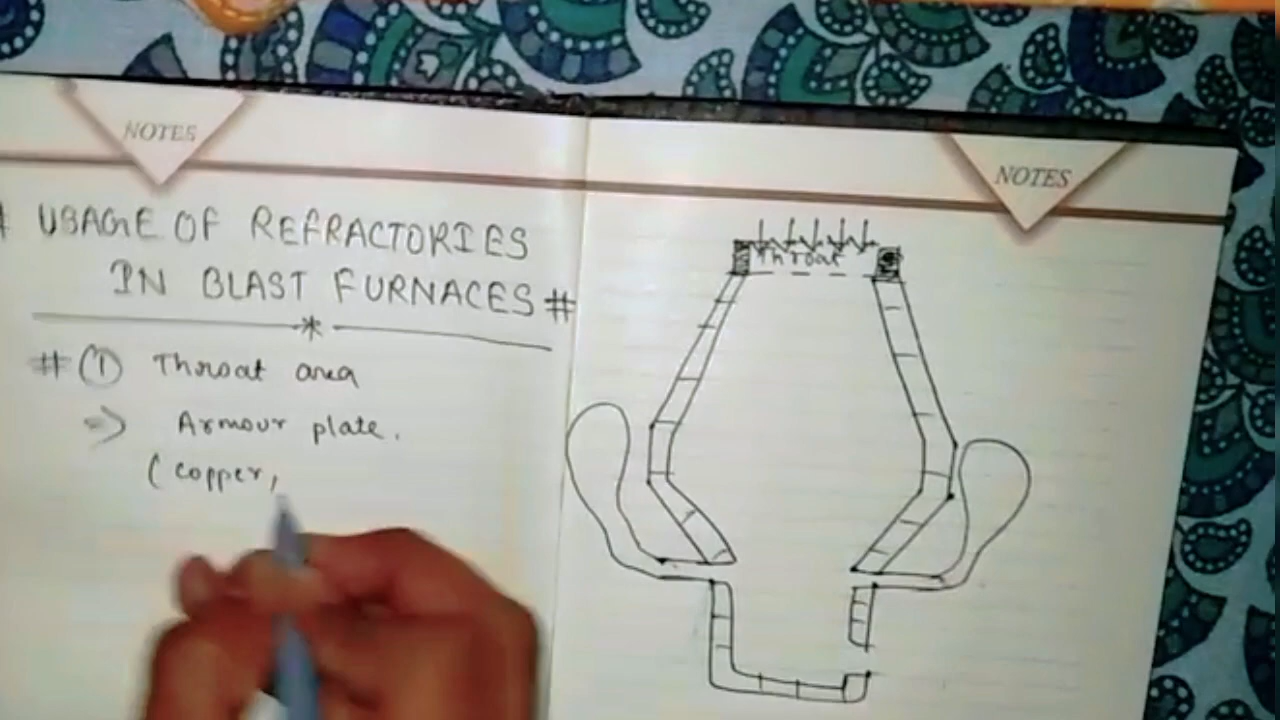 NOTES
# USAGE OF REFRACTORIES
IN BLAST FURNACES #
# ① Throat area
⇒ Armour plate.
(copper,
NOTES
Throat